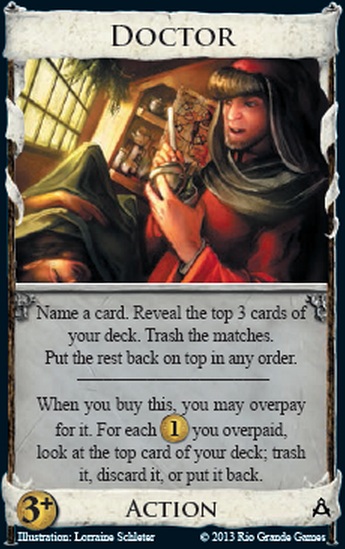 DOCTOR
Name a card. Reveal the top 3 cards of
your deck. Trash the matches.
Put the rest back on top in any order.
When you buy this, you may overpay
for it. For each 1 you overpaid,
look at the top card of your deck; trash
it, discard it, or put it back.
3+ ACTION
Illustration: Lorraine Schleter © 2013 Rio Grande Games